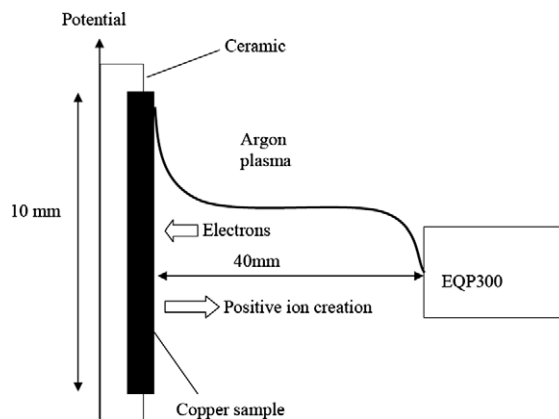 Potential
Ceramic
Argon
plasma
10 mm
Electrons
40mm
EQP300
Positive ion creation
Copper sample